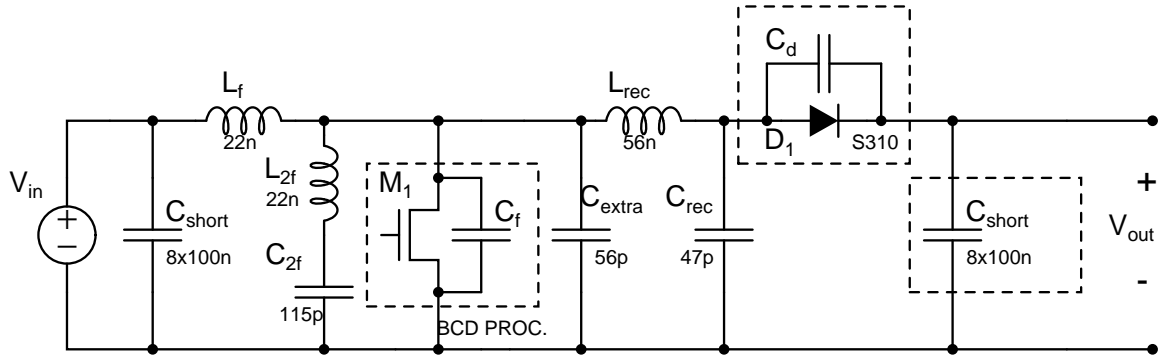 C_d
L_f
22n
L_rec
56n
D_1
S310
V_in
+
−
C_short
8x100n
L_2f
22n
C_2f
115p
M_1
C_f
BCD PROC.
C_extra
56p
C_rec
47p
C_short
8x100n
+
V_out
-